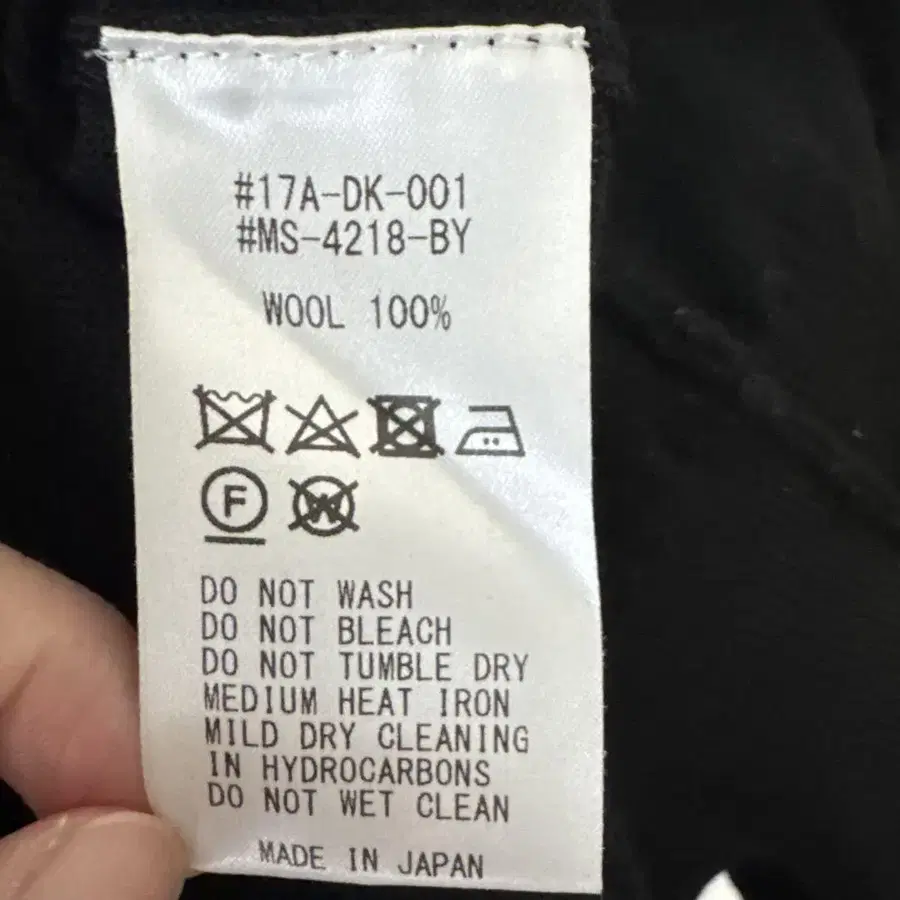 #17A-DK-001
#MS-4218-BY
WOOL 100%
F W
DO NOT WASH
DO NOT BLEACH
DO NOT TUMBLE DRY
MEDIUM HEAT IRON
MILD DRY CLEANING
IN HYDROCARBONS
DO NOT WET CLEAN
MADE IN JAPAN